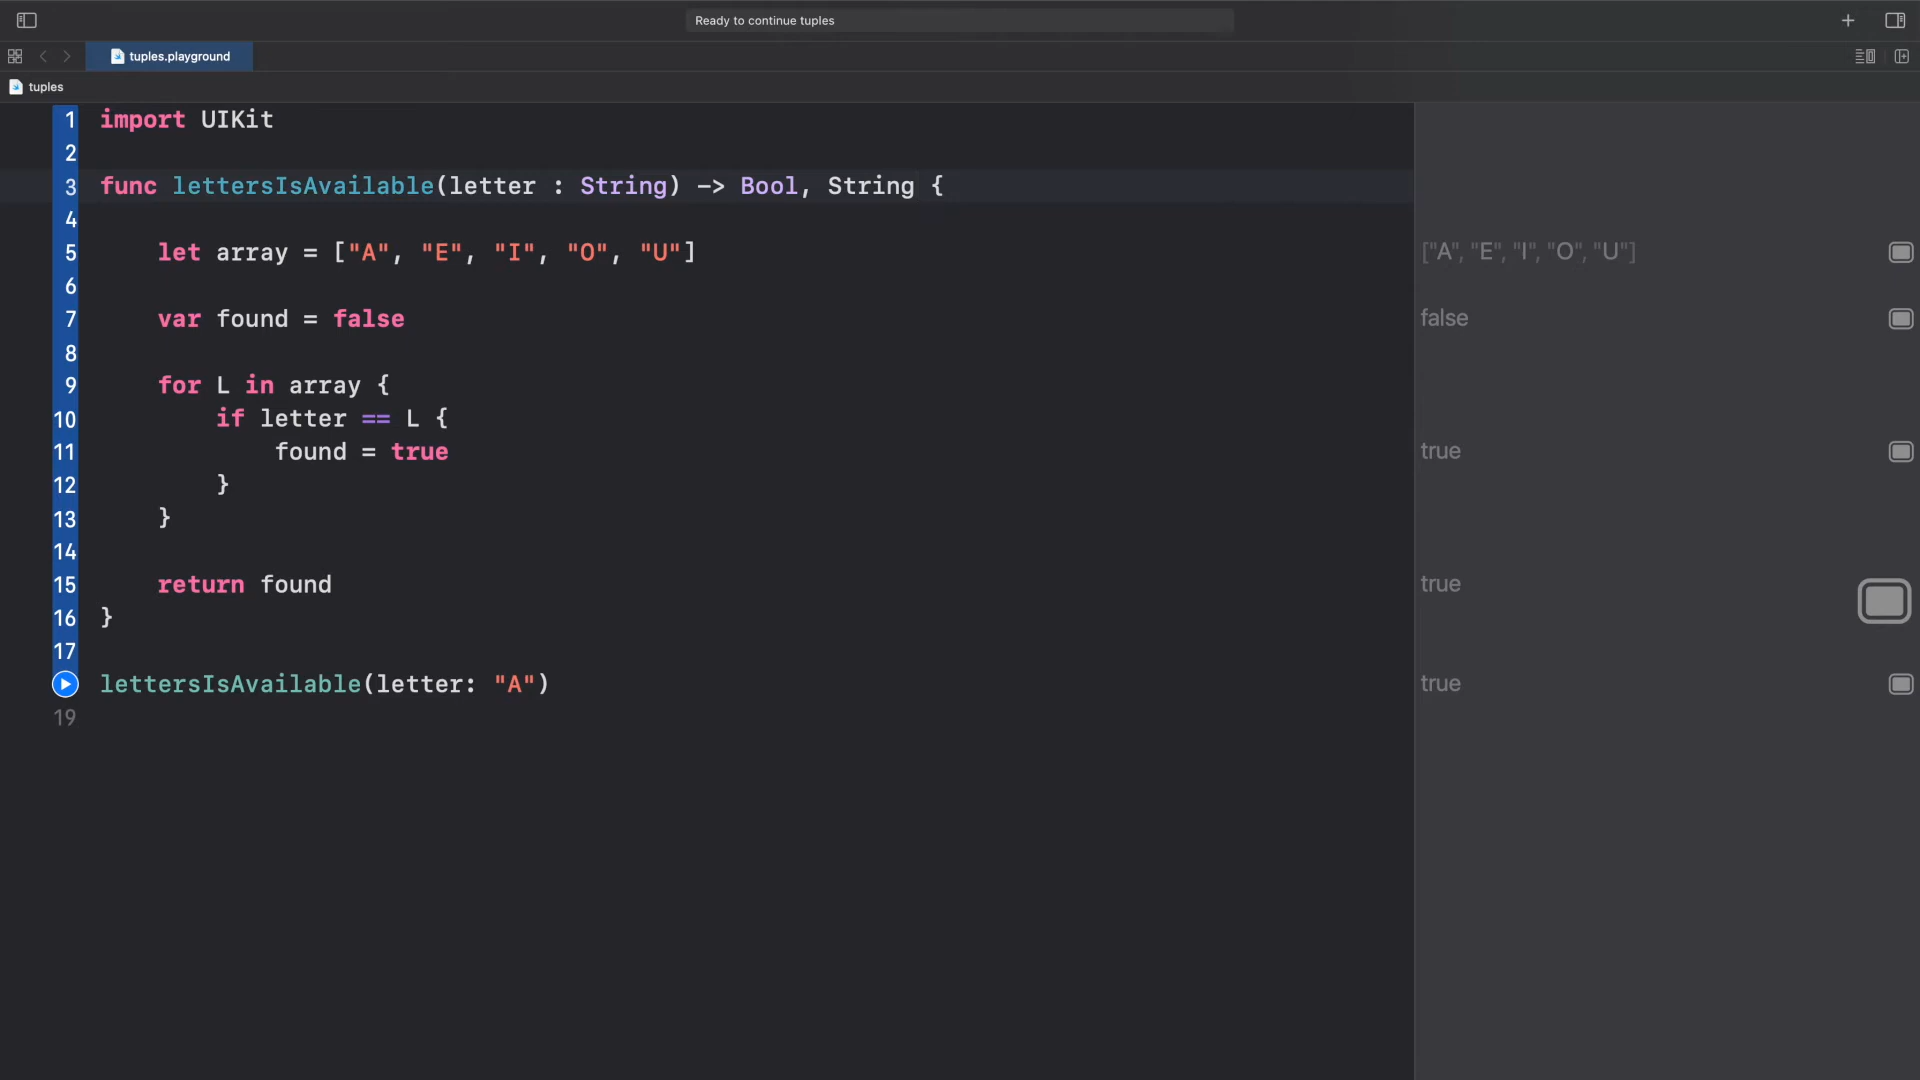 Ready to continue tuples
tuples.playground
tuples
1 import UIKit
2
3 func lettersIsAvailable(letter : String) -> Bool, String {
4
5     let array = ["A", "E", "I", "O", "U"]
["A", "E", "I", "O", "U"]
6
7     var found = false
false
8
9     for L in array {
10         if letter == L {
11             found = true
true
12         }
13     }
14
15     return found
true
16 }
17
lettersIsAvailable(letter: "A")
true
19